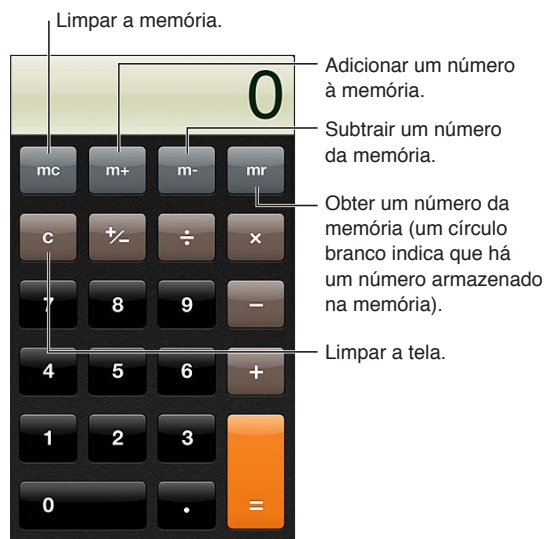 Limpar a memória.
Adicionar um número
à memória.
0
Subtrair um número
da memória.
mc m+ m- mr
Obter um número da
memória (um círculo
branco indica que há
um número armazenado
na memória).
c +/− ÷ ×
7 8 9 −
Limpar a tela.
4 5 6 +
1 2 3
0 . =